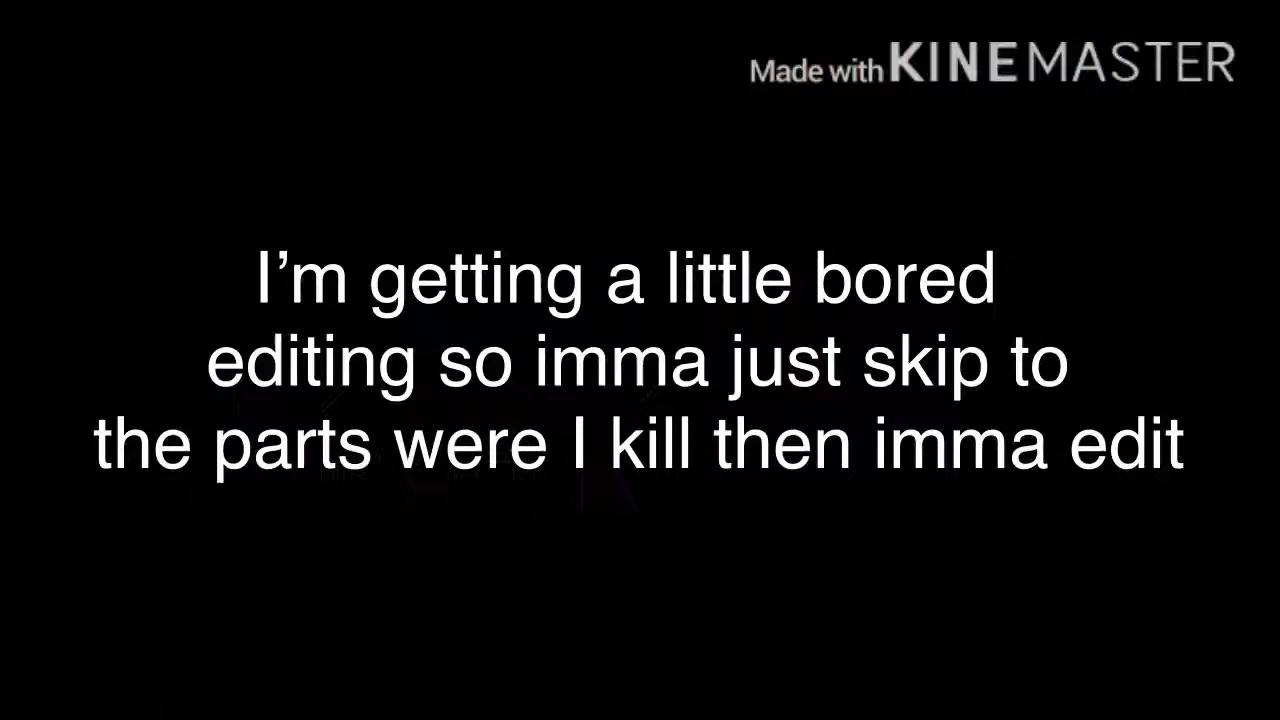 Made with KINEMASTER
I’m getting a little bored
editing so imma just skip to
the parts were I kill then imma edit